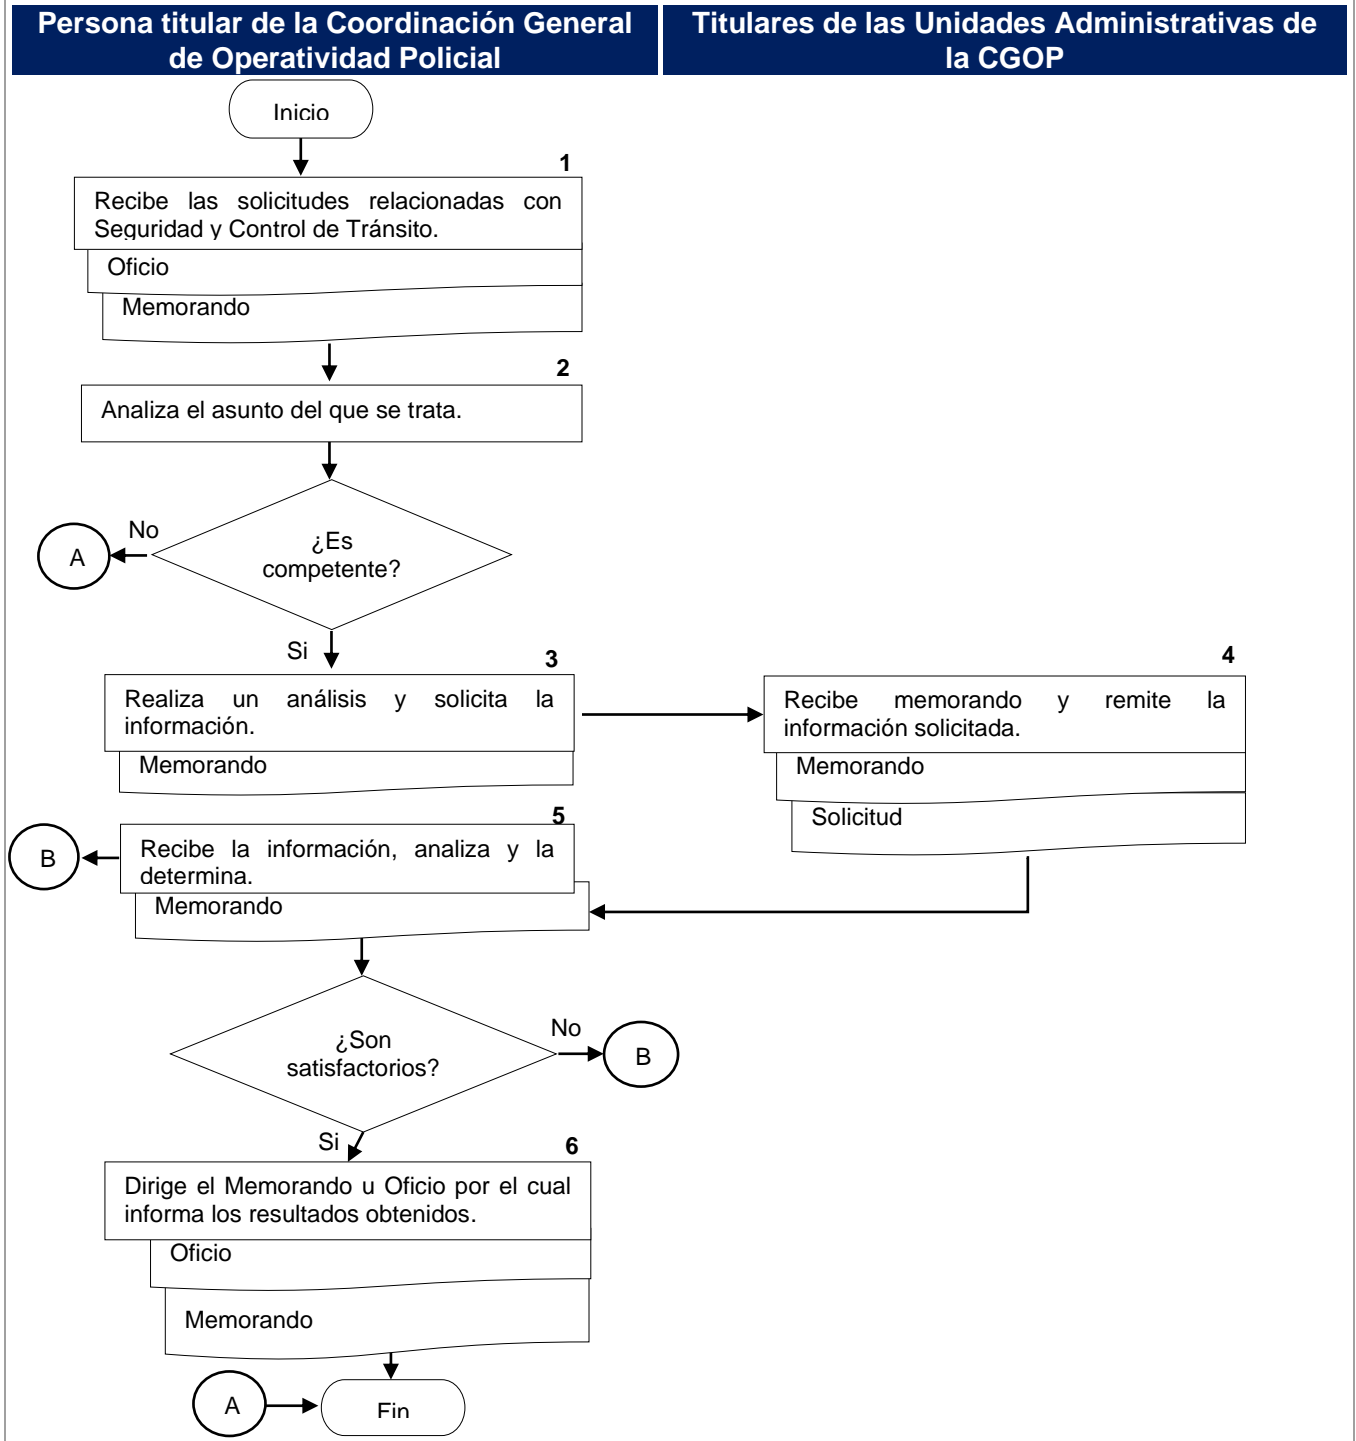 Persona titular de la Coordinación General
de Operatividad Policial
Titulares de las Unidades Administrativas de
la CGOP
Inicio
1
Recibe las solicitudes relacionadas con
Seguridad y Control de Tránsito.
Oficio
Memorando
2
Analiza el asunto del que se trata.
No
A
¿Es
competente?
Si
3
Realiza un análisis y solicita la
información.
Memorando
4
Recibe memorando y remite la
información solicitada.
Memorando
Solicitud
5
B
Recibe la información, analiza y la
determina.
Memorando
¿Son
satisfactorios?
No
B
Si
6
Dirige el Memorando u Oficio por el cual
informa los resultados obtenidos.
Oficio
Memorando
A
Fin